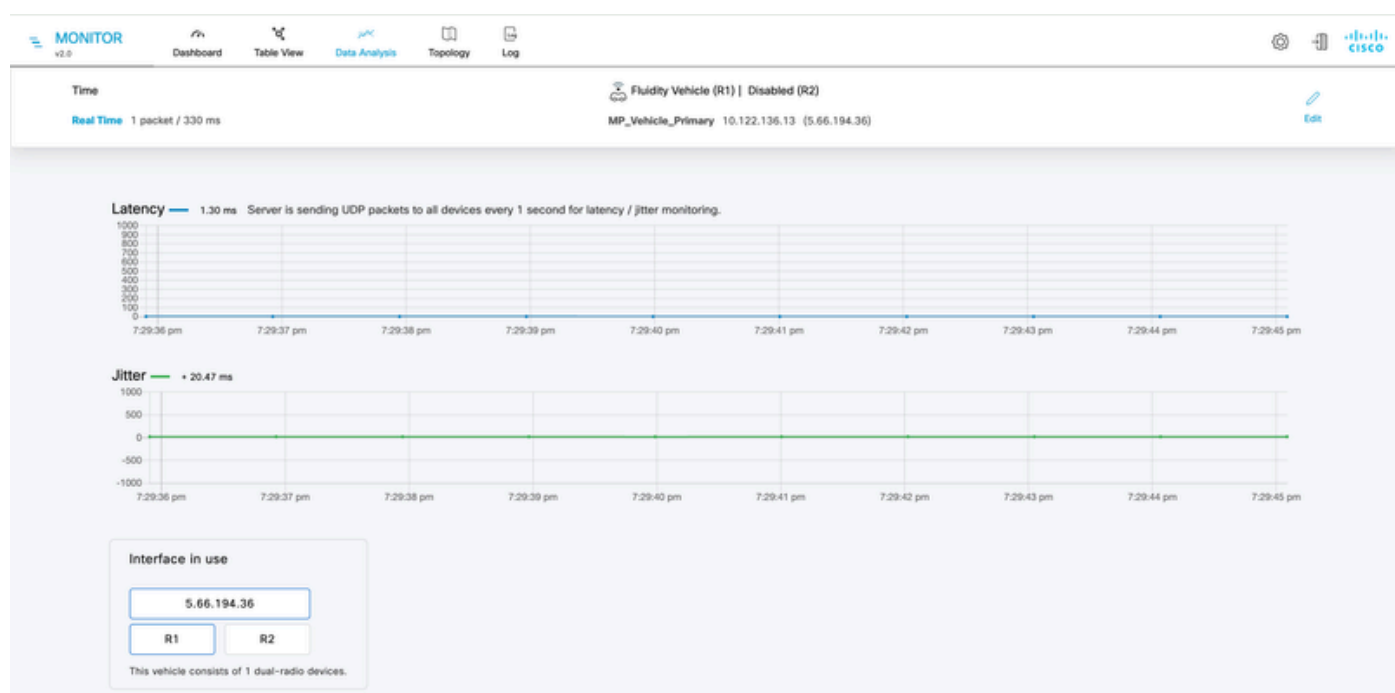 MONITOR
v2.0
Dashboard
Table View
Data Analysis
Topology
Log
CISCO
Time
Real Time 1 packet / 330 ms
Fluidity Vehicle (R1) | Disabled (R2)
MP_Vehicle_Primary 10.122.136.13 (5.66.194.36)
Edit
Latency 1.30 ms Server is sending UDP packets to all devices every 1 second for latency / jitter monitoring.
1000
900
800
700
600
500
400
300
200
100
0
7:29:36 pm 7:29:37 pm 7:29:38 pm 7:29:39 pm 7:29:40 pm 7:29:41 pm 7:29:42 pm 7:29:43 pm 7:29:44 pm 7:29:45 pm
Jitter + 20.47 ms
1000
500
0
-500
-1000
7:29:36 pm 7:29:37 pm 7:29:38 pm 7:29:39 pm 7:29:40 pm 7:29:41 pm 7:29:42 pm 7:29:43 pm 7:29:44 pm 7:29:45 pm
Interface in use
5.66.194.36
R1 R2
This vehicle consists of 1 dual-radio devices.